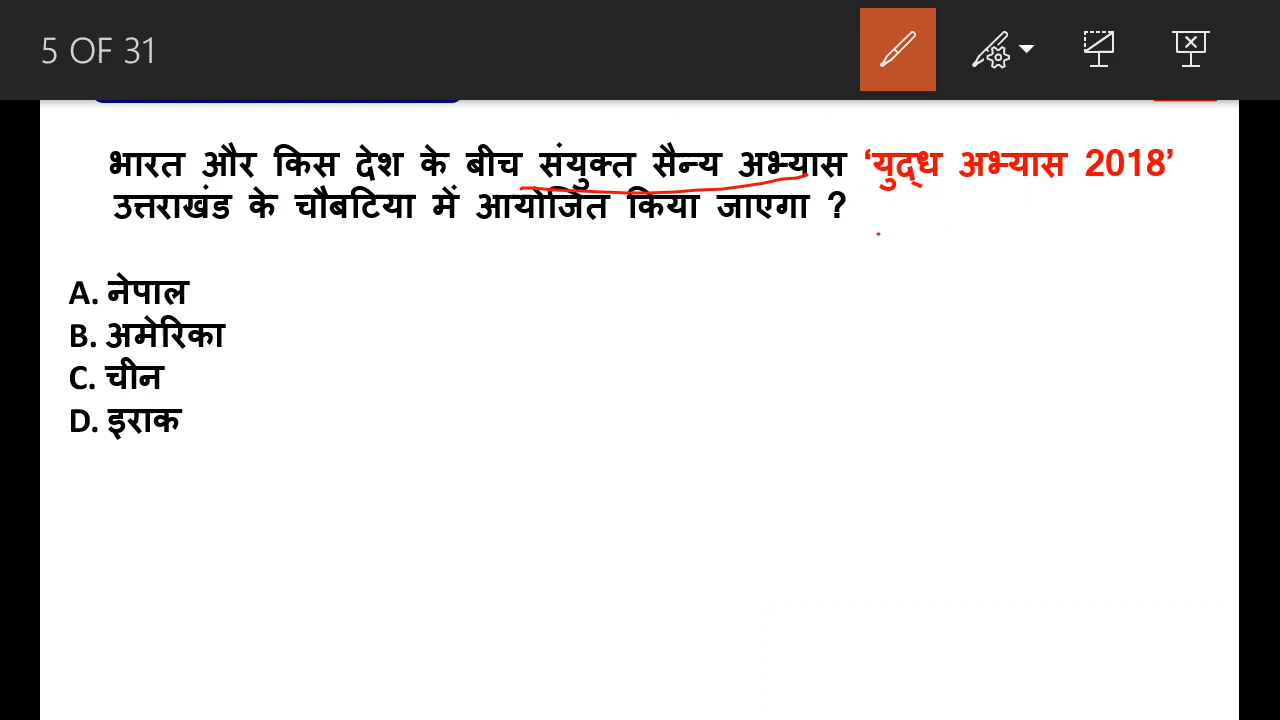 5 OF 31
भारत और किस देश के बीच संयुक्त सैन्य अभ्यास ‘युद्ध अभ्यास 2018’
उत्तराखंड के चौबटिया में आयोजित किया जाएगा ?
A. नेपाल
B. अमेरिका
C. चीन
D. इराक